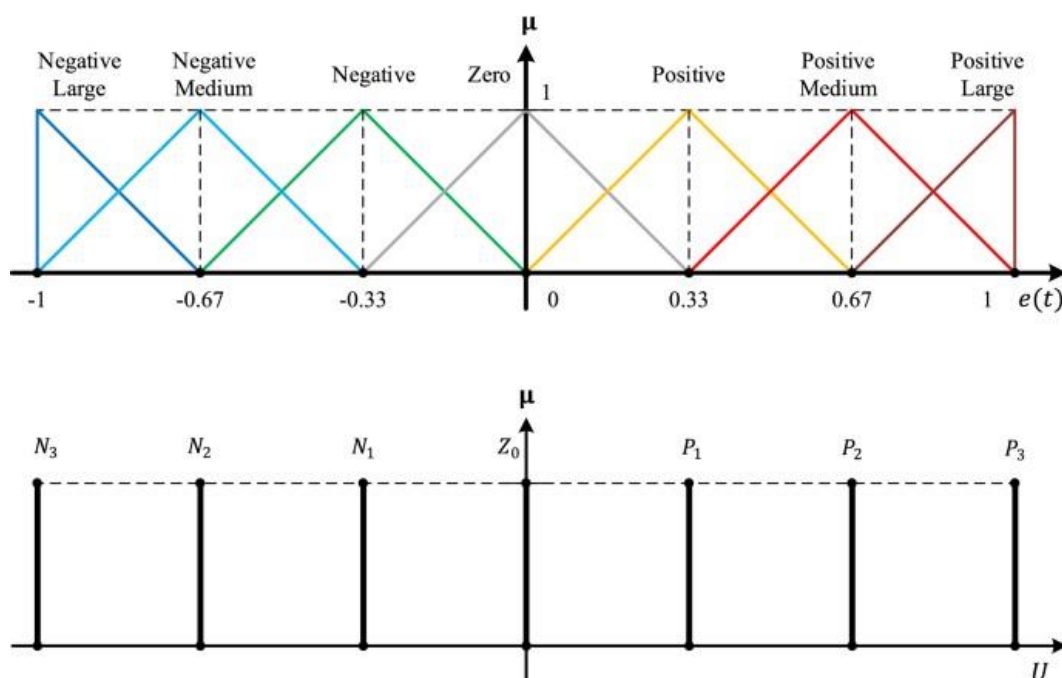 μ
Negative Large
Negative Medium
Negative
Zero
Positive
Positive Medium
Positive Large
1
-1
-0.67
-0.33
0
0.33
0.67
1
e(t)
μ
N₃
N₂
N₁
Z₀
P₁
P₂
P₃
U